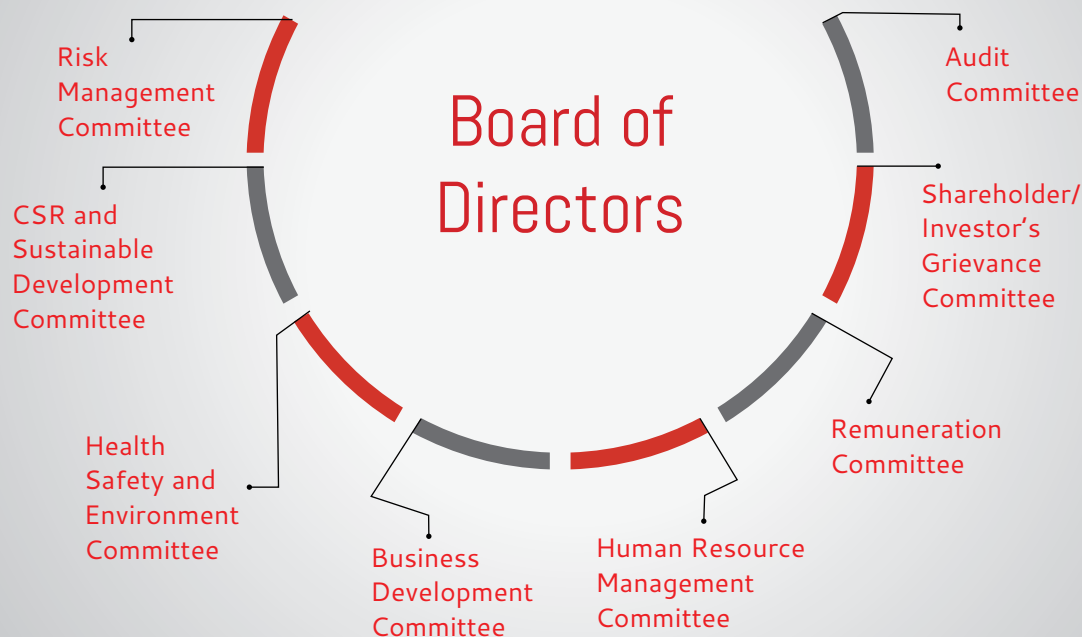 Board of
Directors
Risk
Management
Committee
CSR and
Sustainable
Development
Committee
Health
Safety and
Environment
Committee
Business
Development
Committee
Human Resource
Management
Committee
Remuneration
Committee
Shareholder/
Investor‘s
Grievance
Committee
Audit
Committee